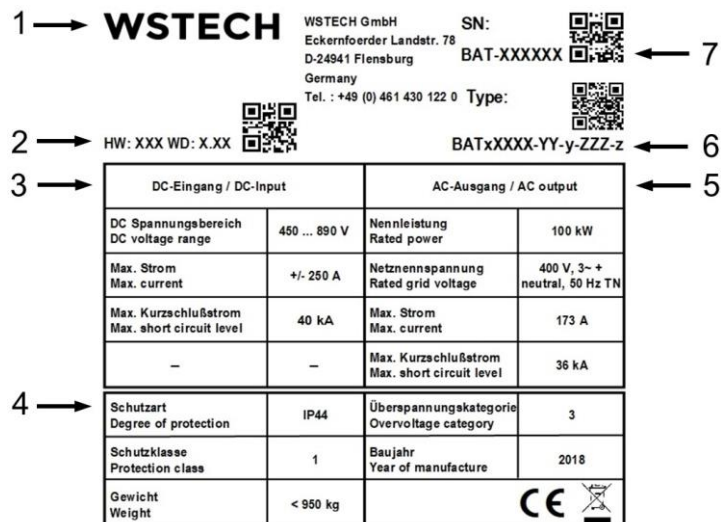 1
WSTECH
WSTECH GmbH
Eckernfoerder Landstr. 78
D-24941 Flensburg
Germany
Tel. : +49 (0) 461 430 122 0
SN:
BAT-XXXXXX
7
Type:
2
HW: XXX WD: X.XX
BATxXXXX-YY-y-ZZZ-z
6
3
DC-Eingang / DC-Input
AC-Ausgang / AC output
5
DC Spannungsbereich
DC voltage range
450 ... 890 V
Nennleistung
Rated power
100 kW
Max. Strom
Max. current
+/- 250 A
Netznennspannung
Rated grid voltage
400 V, 3~ +
neutral, 50 Hz TN
Max. Kurzschlußstrom
Max. short circuit level
40 kA
Max. Strom
Max. current
173 A
–
–
Max. Kurzschlußstrom
Max. short circuit level
36 kA
4
Schutzart
Degree of protection
IP44
Überspannungskategorie
Overvoltage category
3
Schutzklasse
Protection class
1
Baujahr
Year of manufacture
2018
Gewicht
Weight
< 950 kg
CE